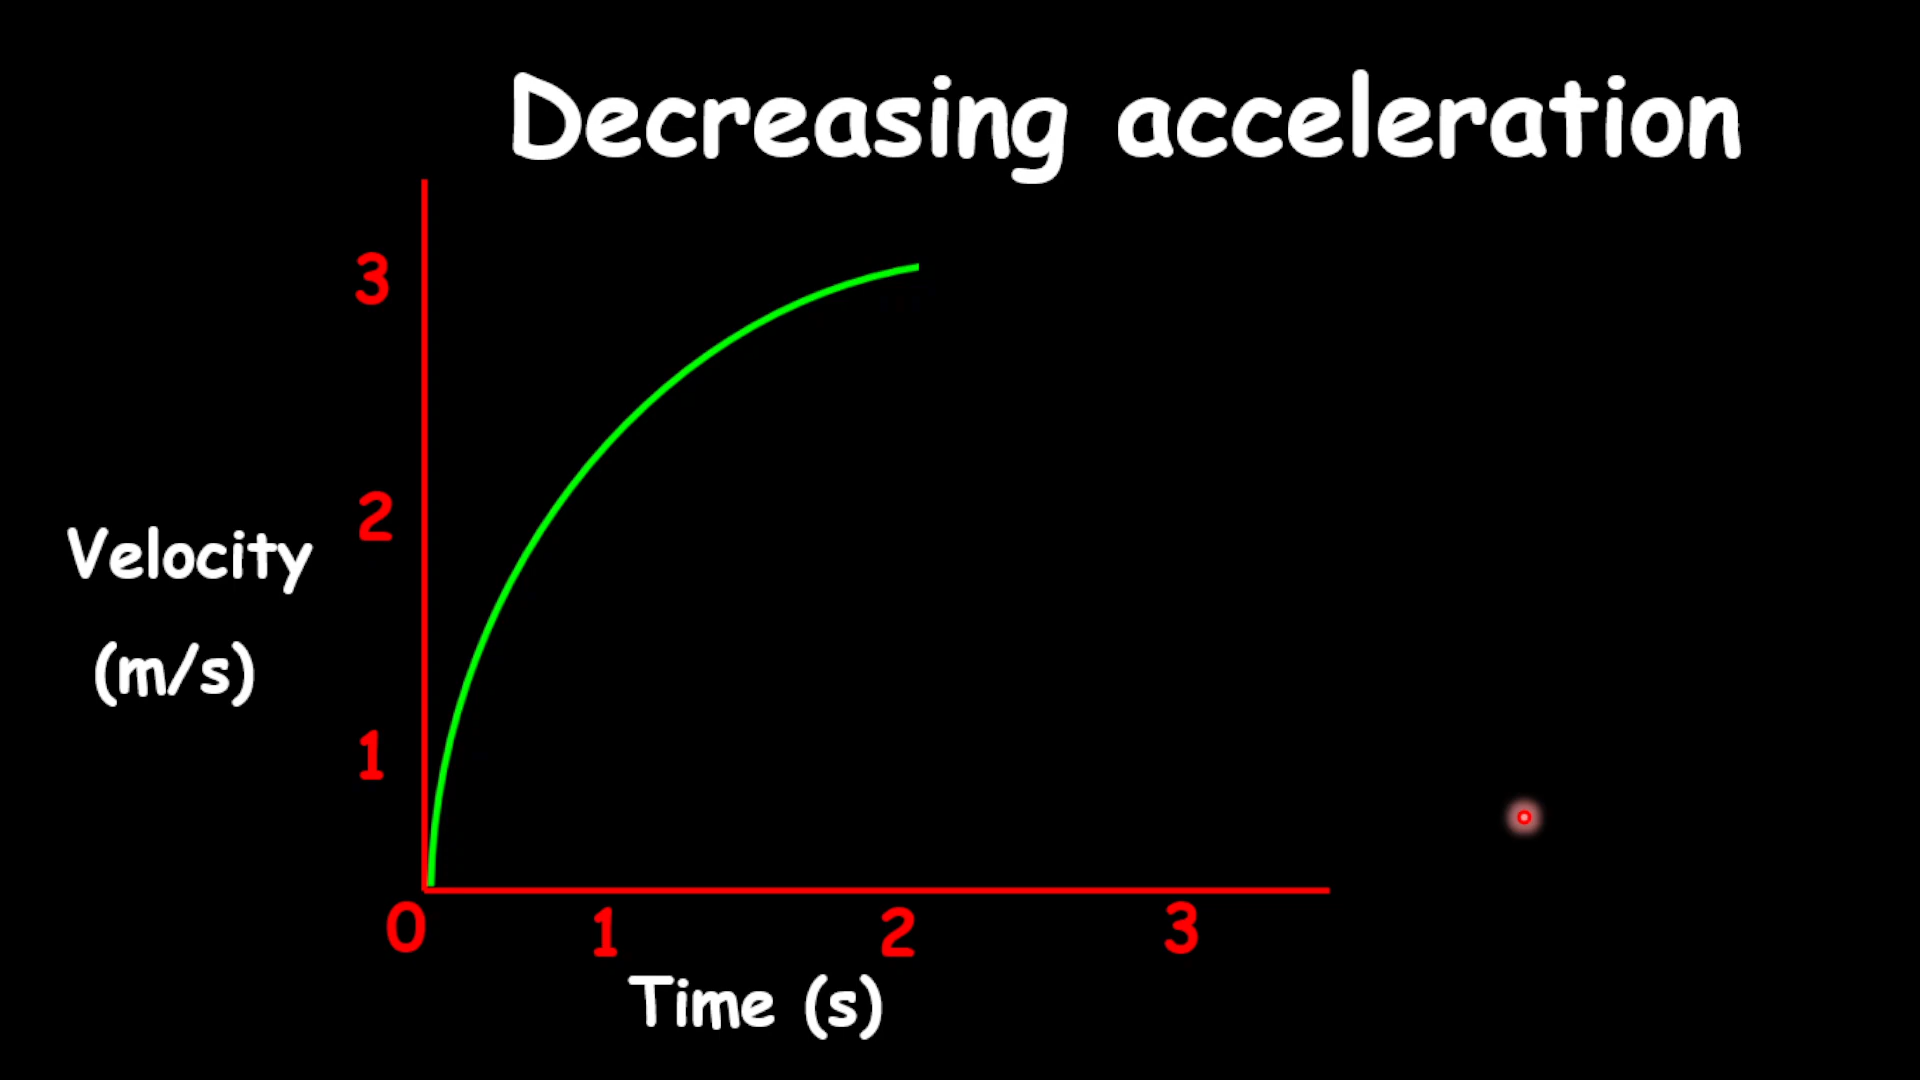 Decreasing acceleration
3
2
Velocity
(m/s)
1
0 1 2 3
Time (s)